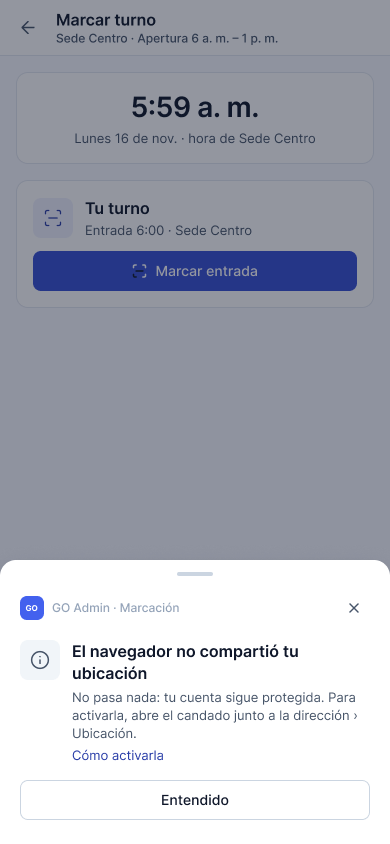 Marcar turno
Sede Centro · Apertura 6 a. m. – 1 p. m.
5:59 a. m.
Lunes 16 de nov. · hora de Sede Centro
Tu turno
Entrada 6:00 · Sede Centro
Marcar entrada
GO GO Admin · Marcación
El navegador no compartió tu
ubicación
No pasa nada: tu cuenta sigue protegida. Para
activarla, abre el candado junto a la dirección ›
Ubicación.
Cómo activarla
Entendido